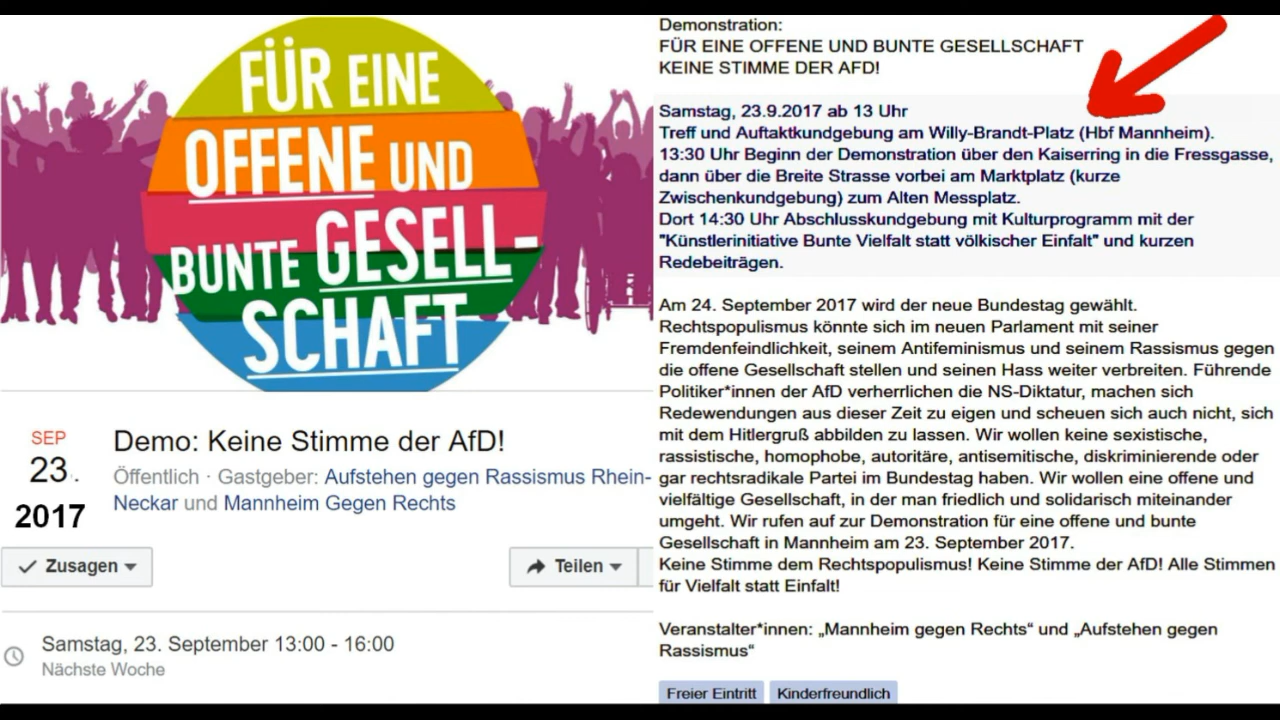 FÜR EINE
OFFENE UND
BUNTE GESELL-
SCHAFT
SEP
23.
2017
Demo: Keine Stimme der AfD!
Öffentlich · Gastgeber: Aufstehen gegen Rassismus Rhein-
Neckar und Mannheim Gegen Rechts
Zusagen
Teilen
Samstag, 23. September 13:00 - 16:00
Nächste Woche
Demonstration:
FÜR EINE OFFENE UND BUNTE GESELLSCHAFT
KEINE STIMME DER AFD!
Samstag, 23.9.2017 ab 13 Uhr
Treff und Auftaktkundgebung am Willy-Brandt-Platz (Hbf Mannheim).
13:30 Uhr Beginn der Demonstration über den Kaiserring in die Fressgasse,
dann über die Breite Strasse vorbei am Marktplatz (kurze
Zwischenkundgebung) zum Alten Messplatz.
Dort 14:30 Uhr Abschlusskundgebung mit Kulturprogramm mit der
"Künstlerinitiative Bunte Vielfalt statt völkischer Einfalt" und kurzen
Redebeiträgen.
Am 24. September 2017 wird der neue Bundestag gewählt.
Rechtspopulismus könnte sich im neuen Parlament mit seiner
Fremdenfeindlichkeit, seinem Antifeminismus und seinem Rassismus gegen
die offene Gesellschaft stellen und seinen Hass weiter verbreiten. Führende
Politiker*innen der AfD verherrlichen die NS-Diktatur, machen sich
Redewendungen aus dieser Zeit zu eigen und scheuen sich auch nicht, sich
mit dem Hitlergruß abbilden zu lassen. Wir wollen keine sexistische,
rassistische, homophobe, autoritäre, antisemitische, diskriminierende oder
gar rechtsradikale Partei im Bundestag haben. Wir wollen eine offene und
vielfältige Gesellschaft, in der man friedlich und solidarisch miteinander
umgeht. Wir rufen auf zur Demonstration für eine offene und bunte
Gesellschaft in Mannheim am 23. September 2017.
Keine Stimme dem Rechtspopulismus! Keine Stimme der AfD! Alle Stimmen
für Vielfalt statt Einfalt!
Veranstalter*innen: „Mannheim gegen Rechts“ und „Aufstehen gegen
Rassismus“
Freier Eintritt Kinderfreundlich